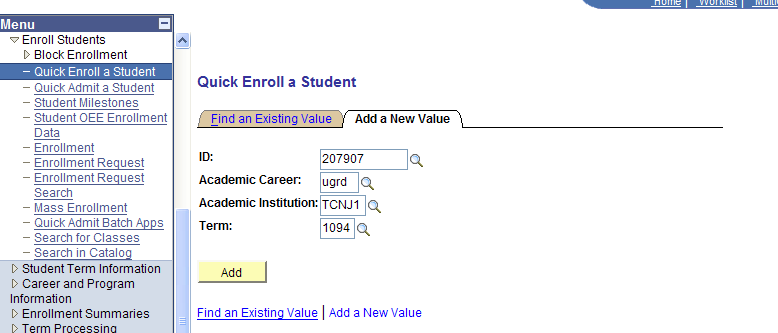 Home | Worklist |
Menu
Enroll Students
Block Enrollment
Quick Enroll a Student
Quick Admit a Student
Student Milestones
Student OEE Enrollment
Data
Enrollment
Enrollment Request
Enrollment Request
Search
Mass Enrollment
Quick Admit Batch Apps
Search for Classes
Search in Catalog
Student Term Information
Career and Program
Information
Enrollment Summaries
Term Processing
Quick Enroll a Student
Find an Existing Value
Add a New Value
ID: 207907
Academic Career: ugrd
Academic Institution: TCNJ1
Term: 1094
Add
Find an Existing Value | Add a New Value